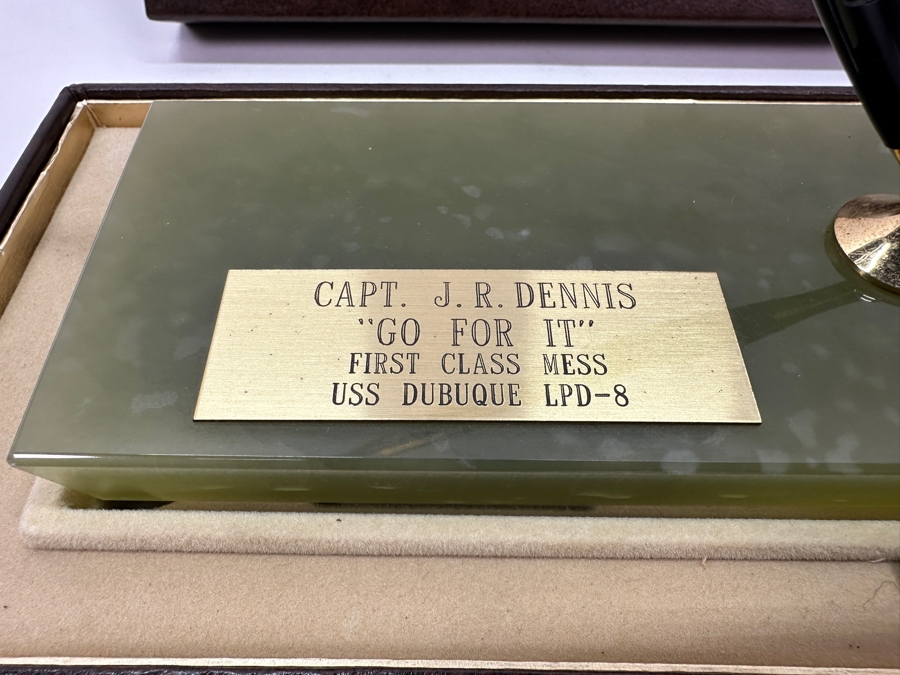 CAPT. J.R. DENNIS
"GO FOR IT"
FIRST CLASS MESS
USS DUBUQUE LPD-8